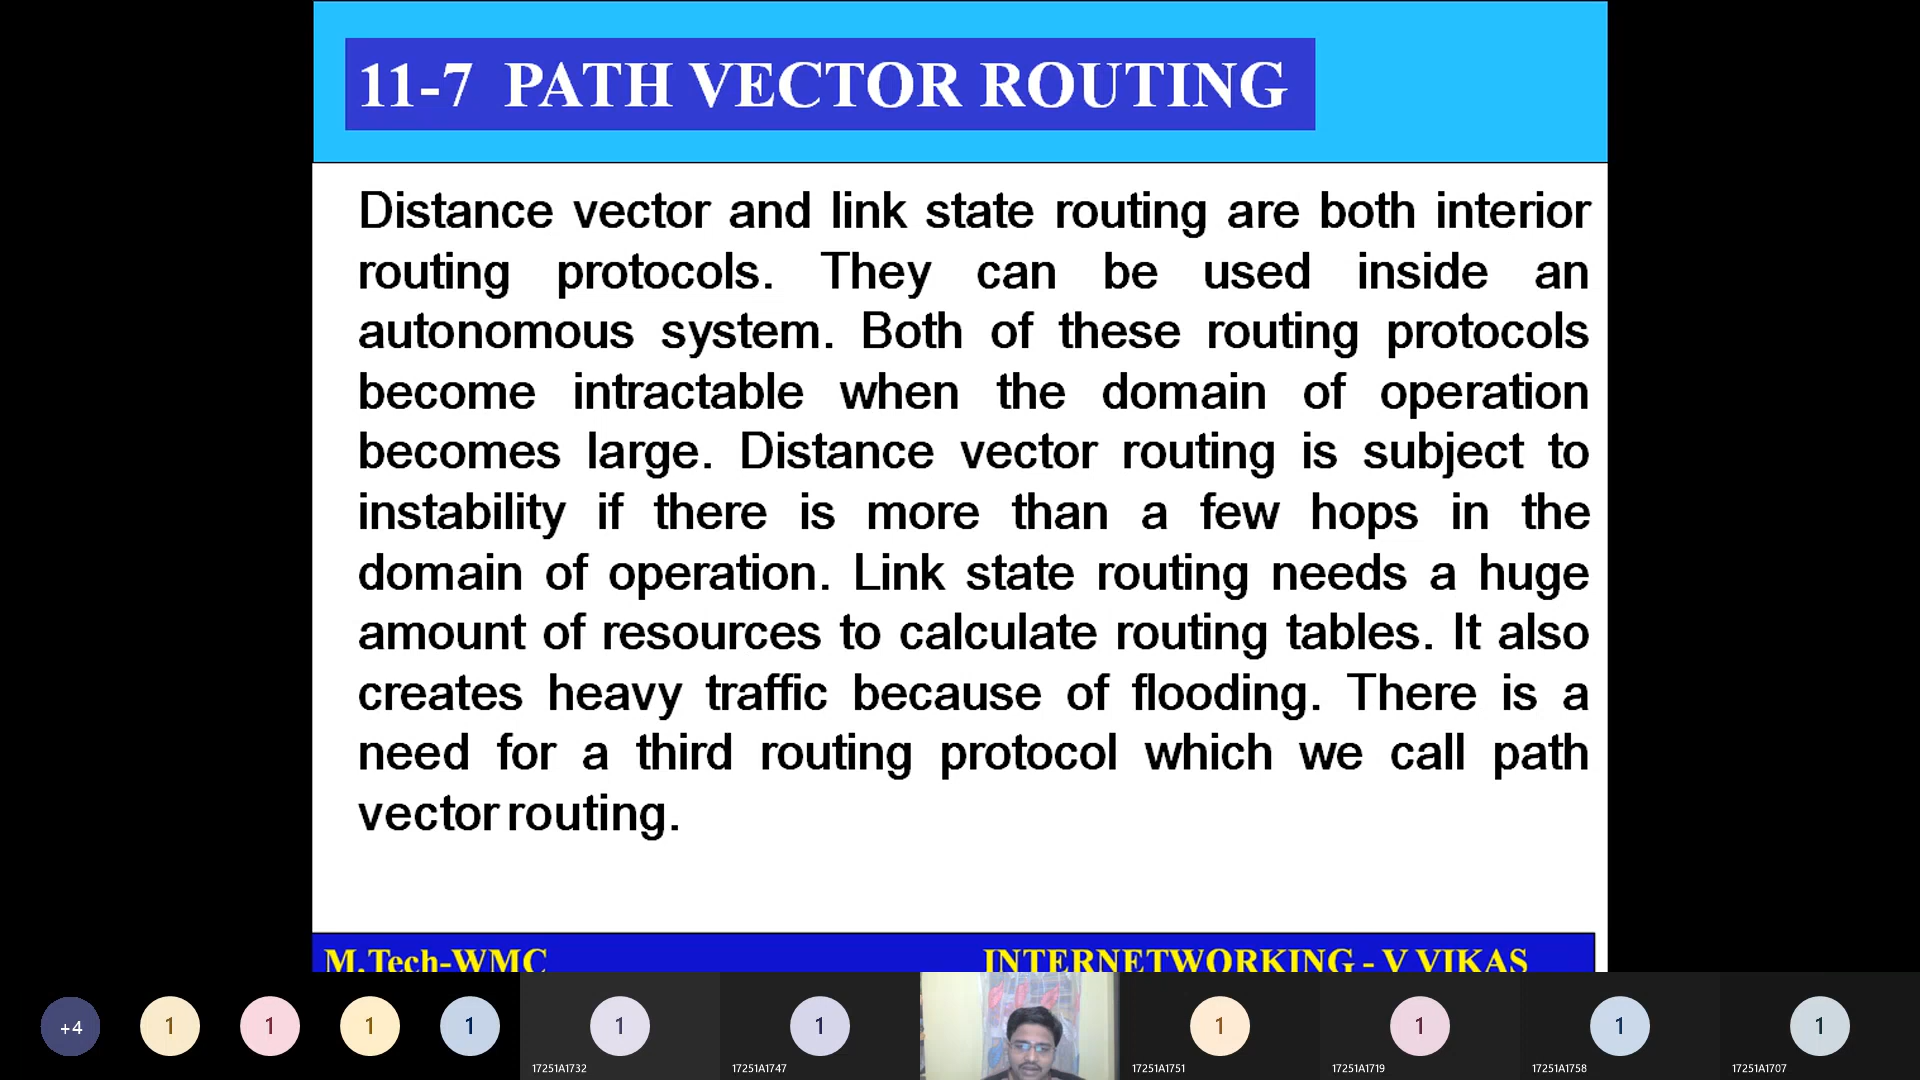 11-7 PATH VECTOR ROUTING
Distance vector and link state routing are both interior
routing protocols. They can be used inside an
autonomous system. Both of these routing protocols
become intractable when the domain of operation
becomes large. Distance vector routing is subject to
instability if there is more than a few hops in the
domain of operation. Link state routing needs a huge
amount of resources to calculate routing tables. It also
creates heavy traffic because of flooding. There is a
need for a third routing protocol which we call path
vector routing.
M.Tech-WMC INTERNETWORKING - V VIKAS
+4 1 1 1 1 1 1 1 1 1 1
17251A1732 17251A1747 17251A1751 17251A1719 17251A1758 17251A1707